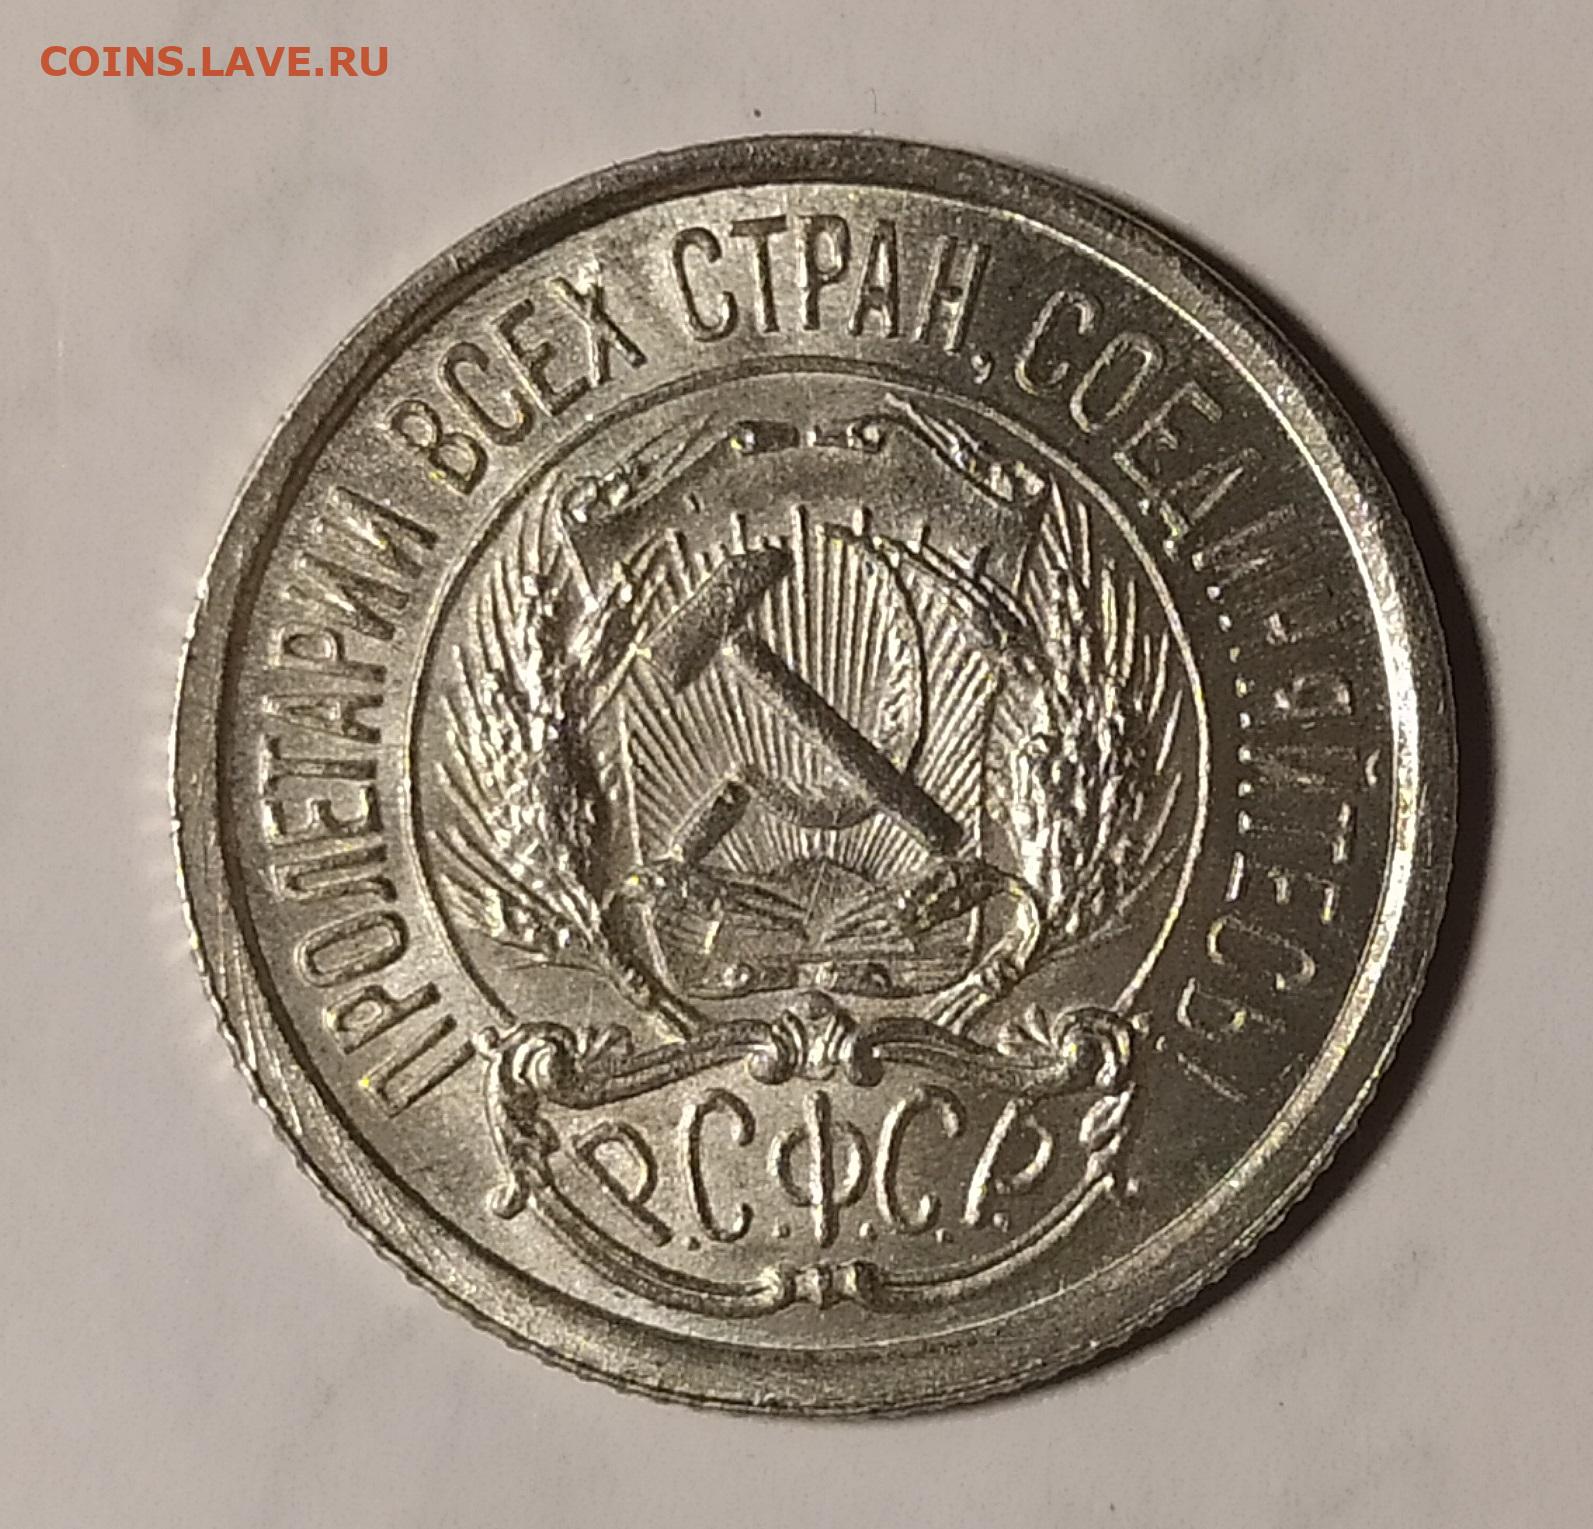 COINS.LAVE.RU
ПРОЛЕТАРИИ ВСЕХ СТРАН, СОЕДИНЯЙТЕСЬ!
Р.С.Ф.С.Р.